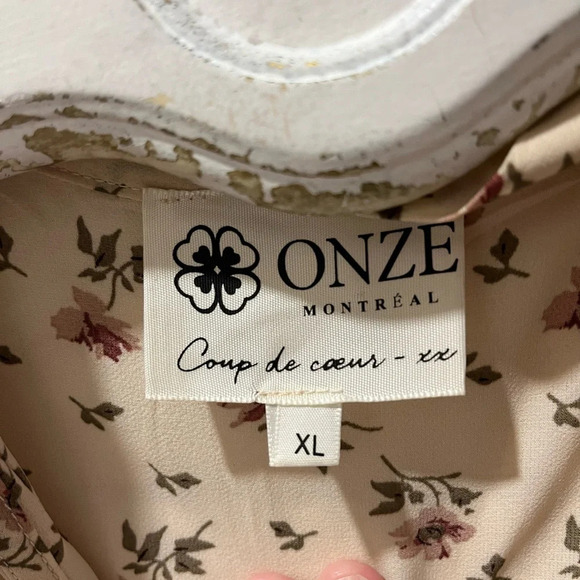 ONZE
MONTRÉAL
Coup de cœur - xx
XL